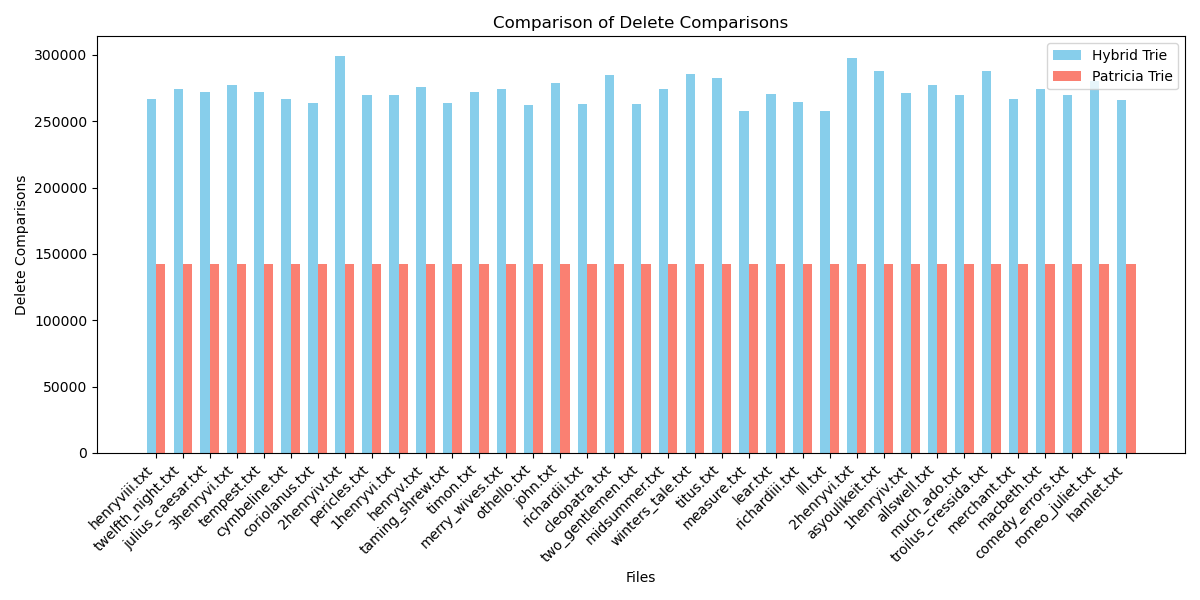 Comparison of Delete Comparisons
Hybrid Trie
Patricia Trie
Delete Comparisons
300000
250000
200000
150000
100000
50000
0
henryviii.txt
twelfth_night.txt
julius_caesar.txt
3henryvi.txt
tempest.txt
cymbeline.txt
coriolanus.txt
2henryiv.txt
pericles.txt
1henryvi.txt
henryv.txt
taming_shrew.txt
timon.txt
merry_wives.txt
othello.txt
john.txt
richardii.txt
cleopatra.txt
two_gentlemen.txt
midsummer.txt
winters_tale.txt
titus.txt
measure.txt
lear.txt
richardiii.txt
lll.txt
2henryvi.txt
asyoulikeit.txt
1henryiv.txt
allswell.txt
much_ado.txt
troilus_cressida.txt
merchant.txt
macbeth.txt
comedy_errors.txt
romeo_juliet.txt
hamlet.txt
Files